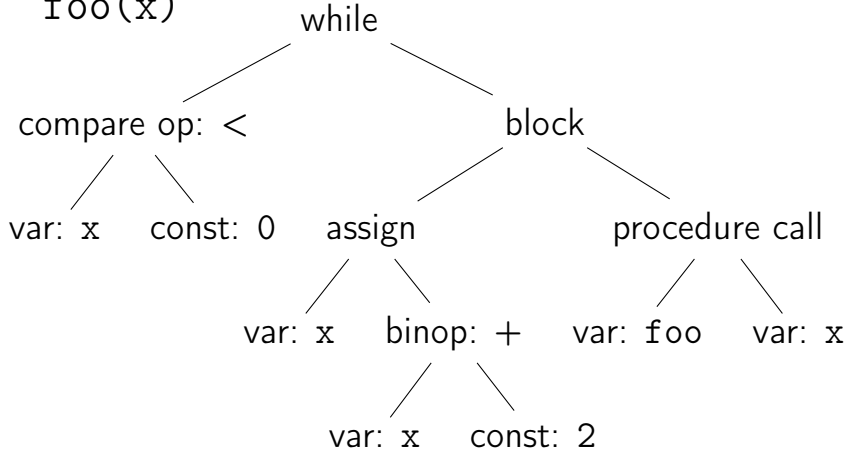 foo(x)
while
compare op: <
block
var: x
const: 0
assign
procedure call
var: x
binop: +
var: foo
var: x
var: x
const: 2